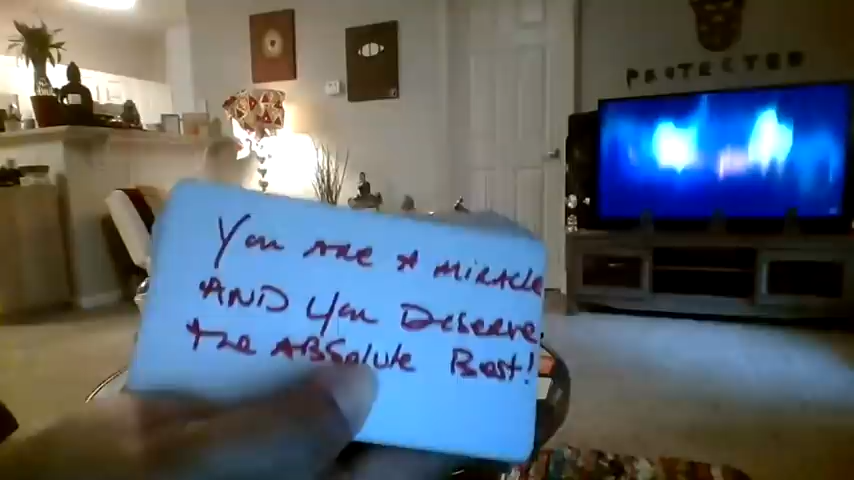 PROTECTED
You ARE A MIRACLE
AND You DESERVE
the ABSolute Best!